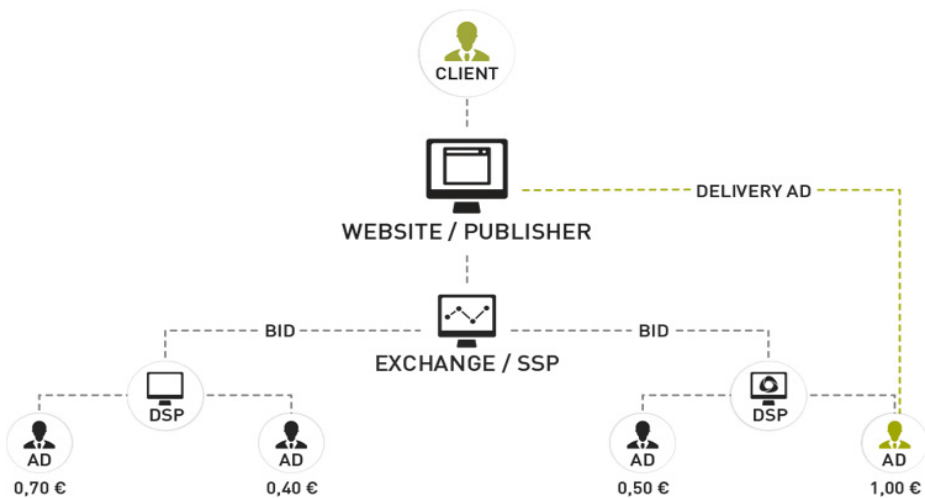 CLIENT
DELIVERY AD
WEBSITE / PUBLISHER
BID
BID
EXCHANGE / SSP
DSP
DSP
AD
AD
AD
AD
0,70 €
0,40 €
0,50 €
1,00 €